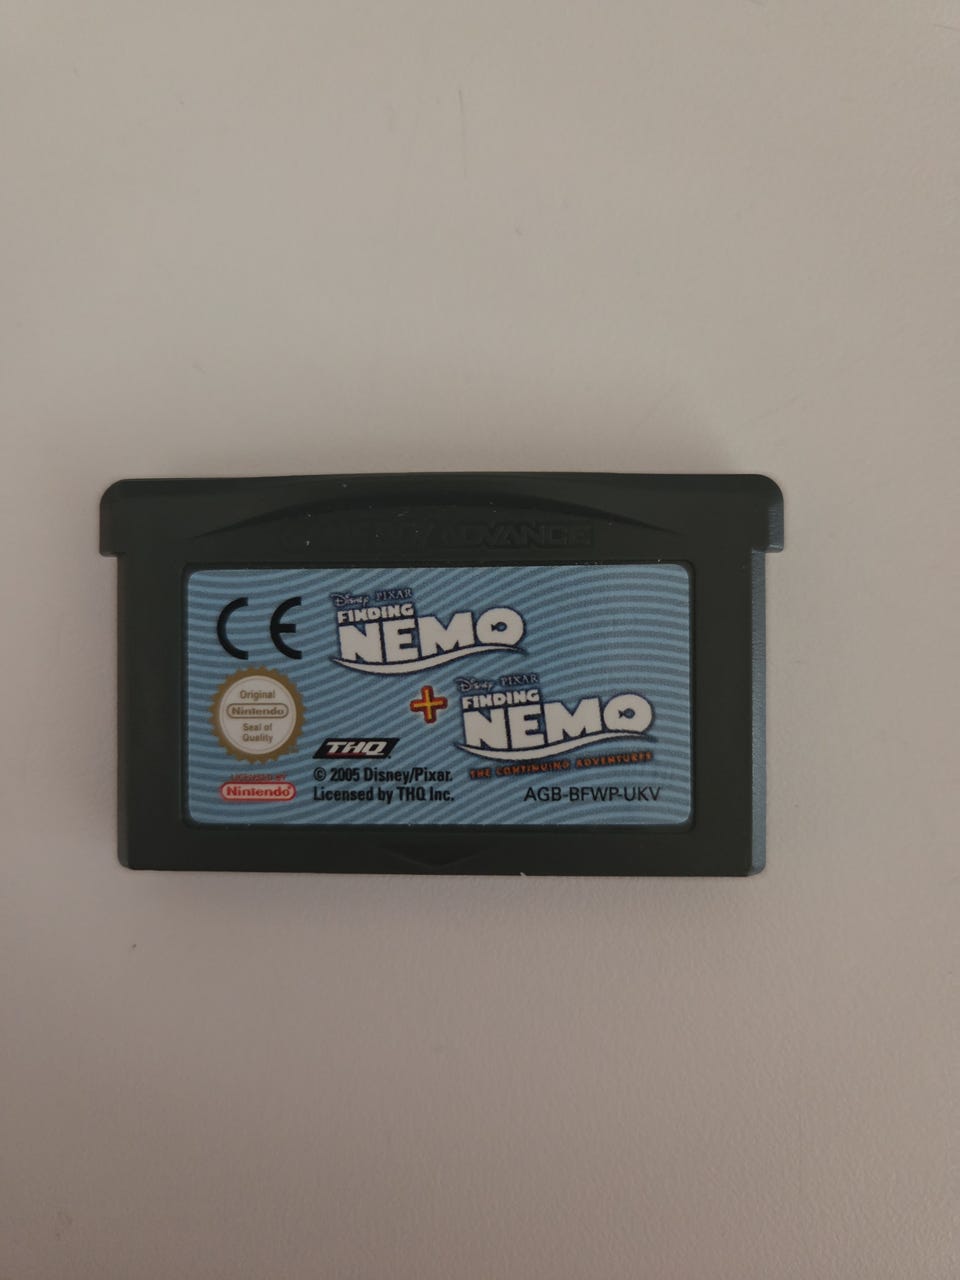 GAME BOY ADVANCE
CE
Disney PIXAR
FINDING
NEMO
+
Disney PIXAR
FINDING
NEMO
THE CONTINUING ADVENTURES
Original
Nintendo
Seal of
Quality
LICENSED BY
Nintendo
THQ
© 2005 Disney/Pixar.
Licensed by THQ Inc.
AGB-BFWP-UKV